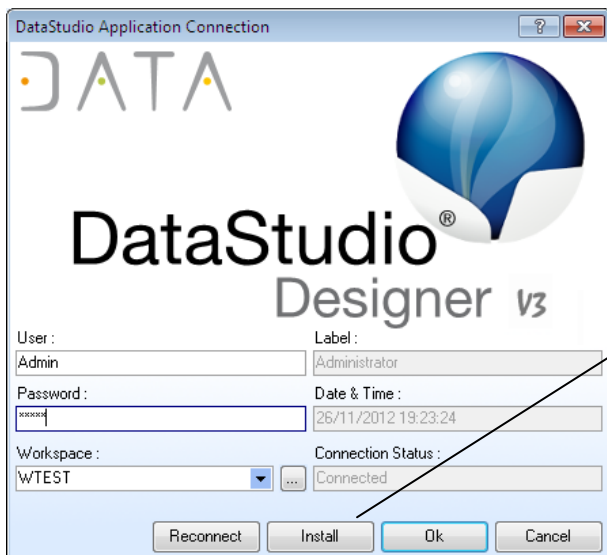 DataStudio Application Connection
DATA
DataStudio®
Designer V3
User :
Label :
Admin
Administrator
Password :
Date & Time :
xxxxx
26/11/2012 19:23:24
Workspace :
Connection Status :
WTEST
...
Connected
Reconnect
Install
Ok
Cancel